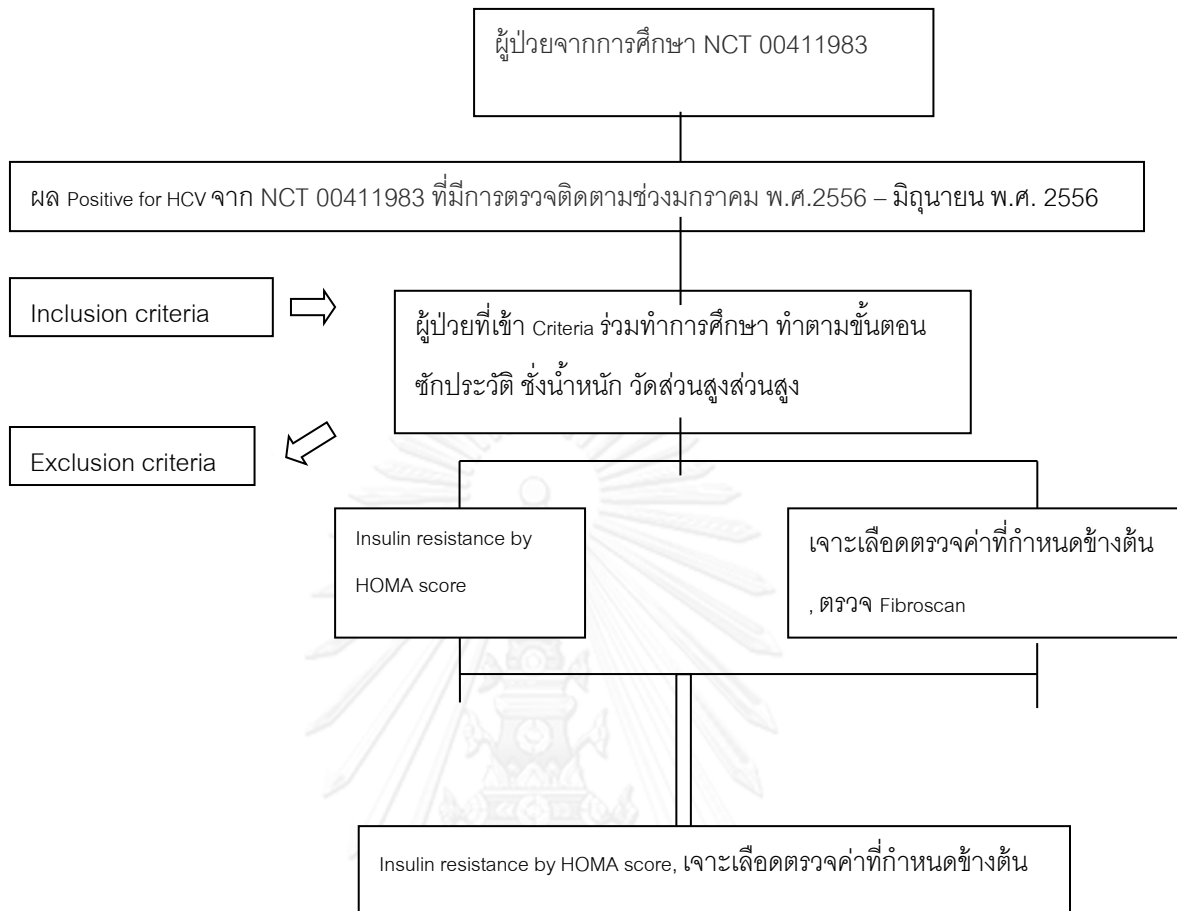 ผู้ป่วยจากการศึกษา NCT 00411983
ผล Positive for HCV จาก NCT 00411983 ที่มีการตรวจติดตามช่วงมกราคม พ.ศ.2556 – มิถุนายน พ.ศ. 2556
Inclusion criteria
ผู้ป่วยที่เข้า Criteria ร่วมทำการศึกษา ทำตามขั้นตอน
ซักประวัติ ชั่งน้ำหนัก วัดส่วนสูงส่วนสูง
Exclusion criteria
Insulin resistance by
HOMA score
เจาะเลือดตรวจค่าที่กำหนดข้างต้น
, ตรวจ Fibroscan
Insulin resistance by HOMA score, เจาะเลือดตรวจค่าที่กำหนดข้างต้น